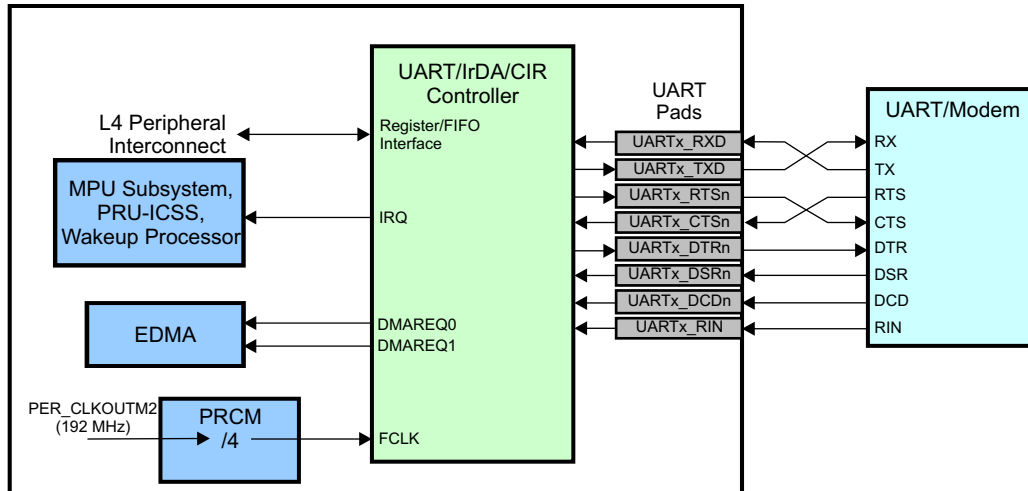 UART/IrDA/CIR
Controller
UART
Pads
UART/Modem
L4 Peripheral
Interconnect
Register/FIFO
Interface
UARTx_RXD
RX
UARTx_TXD
TX
MPU Subsystem,
PRU-ICSS,
Wakeup Processor
IRQ
UARTx_RTSn
RTS
UARTx_CTSn
CTS
UARTx_DTRn
DTR
UARTx_DSRn
DSR
UARTx_DCDn
DCD
UARTx_RIN
RIN
EDMA
DMAREQ0
DMAREQ1
PER_CLKOUTM2
(192 MHz)
PRCM
/4
FCLK